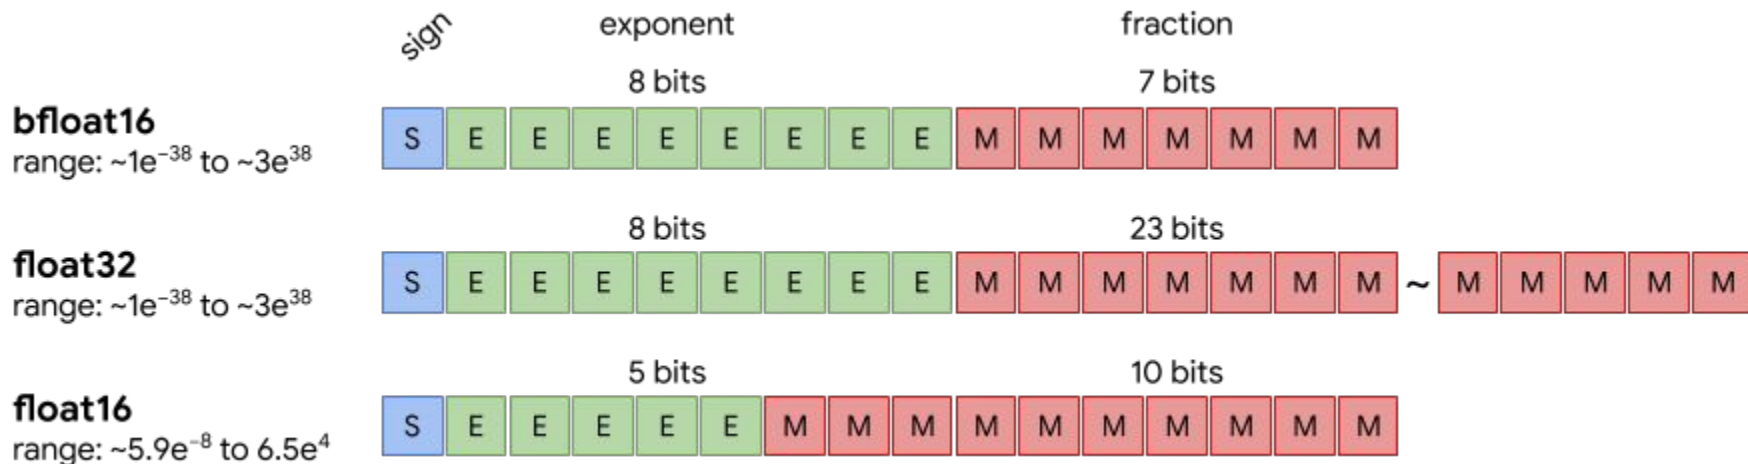 sign exponent fraction
8 bits 7 bits
bfloat16 S E E E E E E E E M M M M M M M
range: ~1e⁻³⁸ to ~3e³⁸
8 bits 23 bits
float32 S E E E E E E E E M M M M M M M ~ M M M M M
range: ~1e⁻³⁸ to ~3e³⁸
5 bits 10 bits
float16 S E E E E E M M M M M M M M M M
range: ~5.9e⁻⁸ to 6.5e⁴